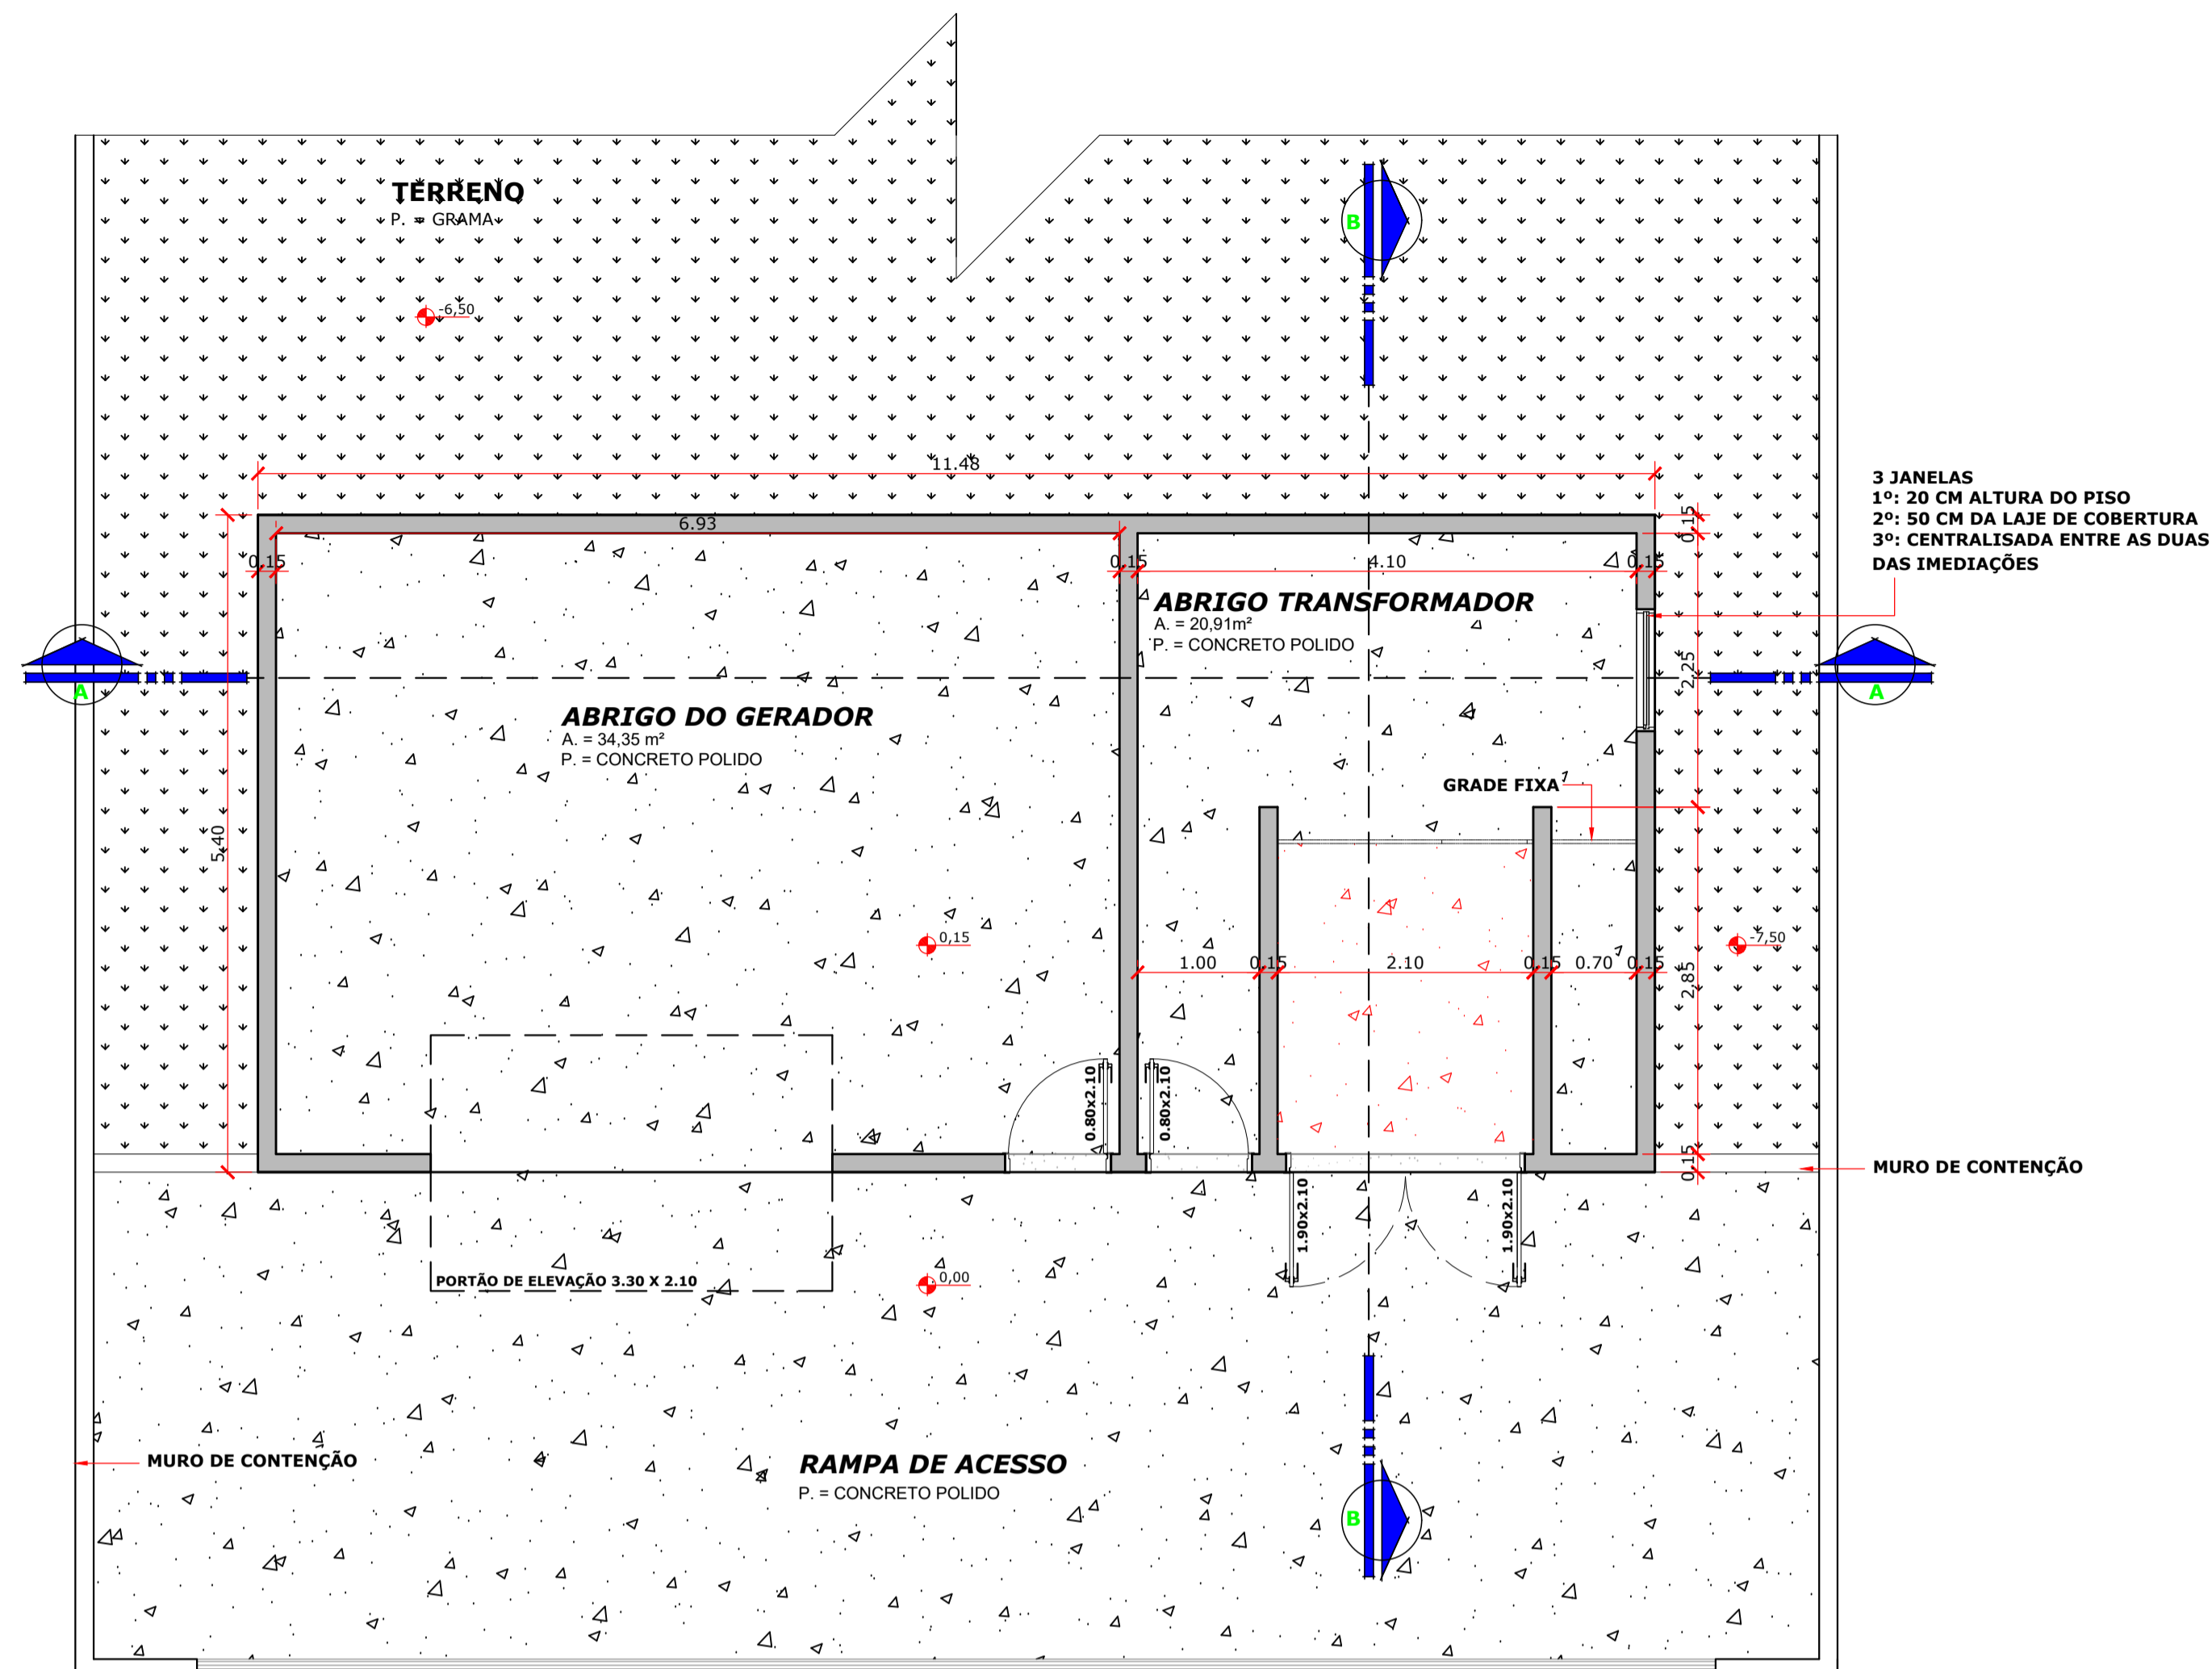 TERRENO
P. = GRAMA
B
-6,50
11.48
3 JANELAS
1º: 20 CM ALTURA DO PISO
2º: 50 CM DA LAJE DE COBERTURA
3º: CENTRALISADA ENTRE AS DUAS
DAS IMEDIAÇÕES
6.93
0.15
0.15
0.15
4.10
0.15
ABRIGO TRANSFORMADOR
A. = 20,91m²
P. = CONCRETO POLIDO
2.25
A
A
ABRIGO DO GERADOR
A. = 34,35 m²
P. = CONCRETO POLIDO
GRADE FIXA
5.40
0,15
-7,50
1.00
0.15
2.10
0.15
0.70
0.15
2.85
0.80x2.10
0.80x2.10
0.15
MURO DE CONTENÇÃO
1.90x2.10
1.90x2.10
PORTÃO DE ELEVAÇÃO 3.30 X 2.10
0,00
MURO DE CONTENÇÃO
RAMPA DE ACESSO
P. = CONCRETO POLIDO
B